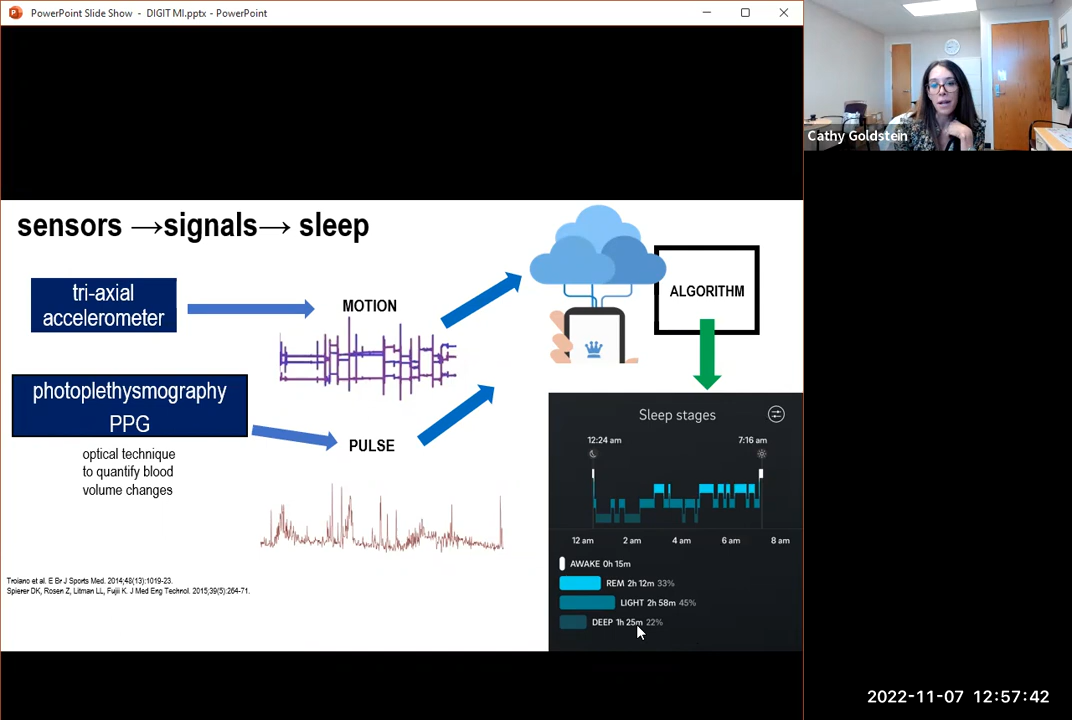 PowerPoint Slide Show - DIGIT MI.pptx - PowerPoint
Cathy Goldstein
sensors →signals→ sleep
tri-axial
accelerometer
MOTION
ALGORITHM
photoplethysmography
PPG
PULSE
optical technique
to quantify blood
volume changes
Sleep stages
12:24 am
7:16 am
12 am
2 am
4 am
6 am
8 am
AWAKE 0h 15m
REM 2h 12m 33%
LIGHT 2h 58m 45%
DEEP 1h 25m 22%
Troiano et al. E Br J Sports Med. 2014;48(13):1019-23.
Spierer DK, Rosen Z, Litman LL, Fujii K. J Med Eng Technol. 2015;39(5):264-71.
2022-11-07 12:57:42